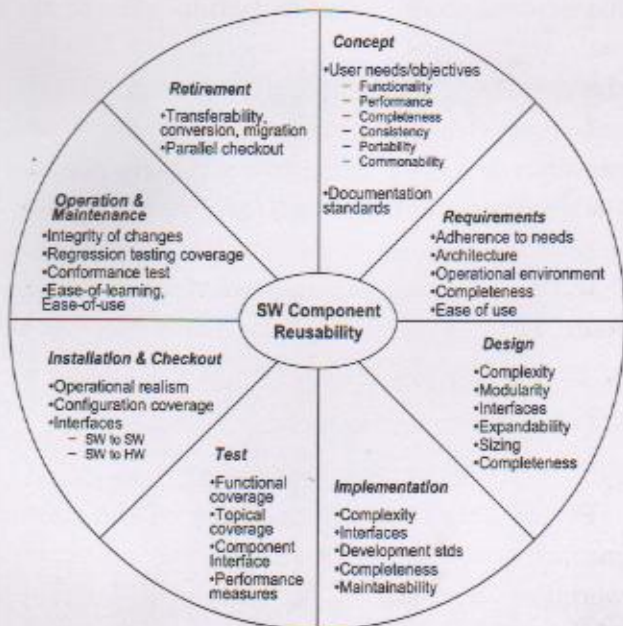 Concept
•User needs/objectives
– Functionality
– Performance
– Completeness
– Consistency
– Portability
– Commonability
•Documentation
standards
Requirements
•Adherence to needs
•Architecture
•Operational environment
•Completeness
•Ease of use
Design
•Complexity
•Modularity
•Interfaces
•Expandability
•Sizing
•Completeness
Implementation
•Complexity
•Interfaces
•Development stds
•Completeness
•Maintainability
Test
•Functional
coverage
•Topical
coverage
•Component
Interface
•Performance
measures
Installation & Checkout
•Operational realism
•Configuration coverage
•Interfaces
– SW to SW
– SW to HW
Operation &
Maintenance
•Integrity of changes
•Regression testing coverage
•Conformance test
•Ease-of-learning,
Ease-of-use
Retirement
•Transferability,
conversion, migration
•Parallel checkout
SW Component
Reusability